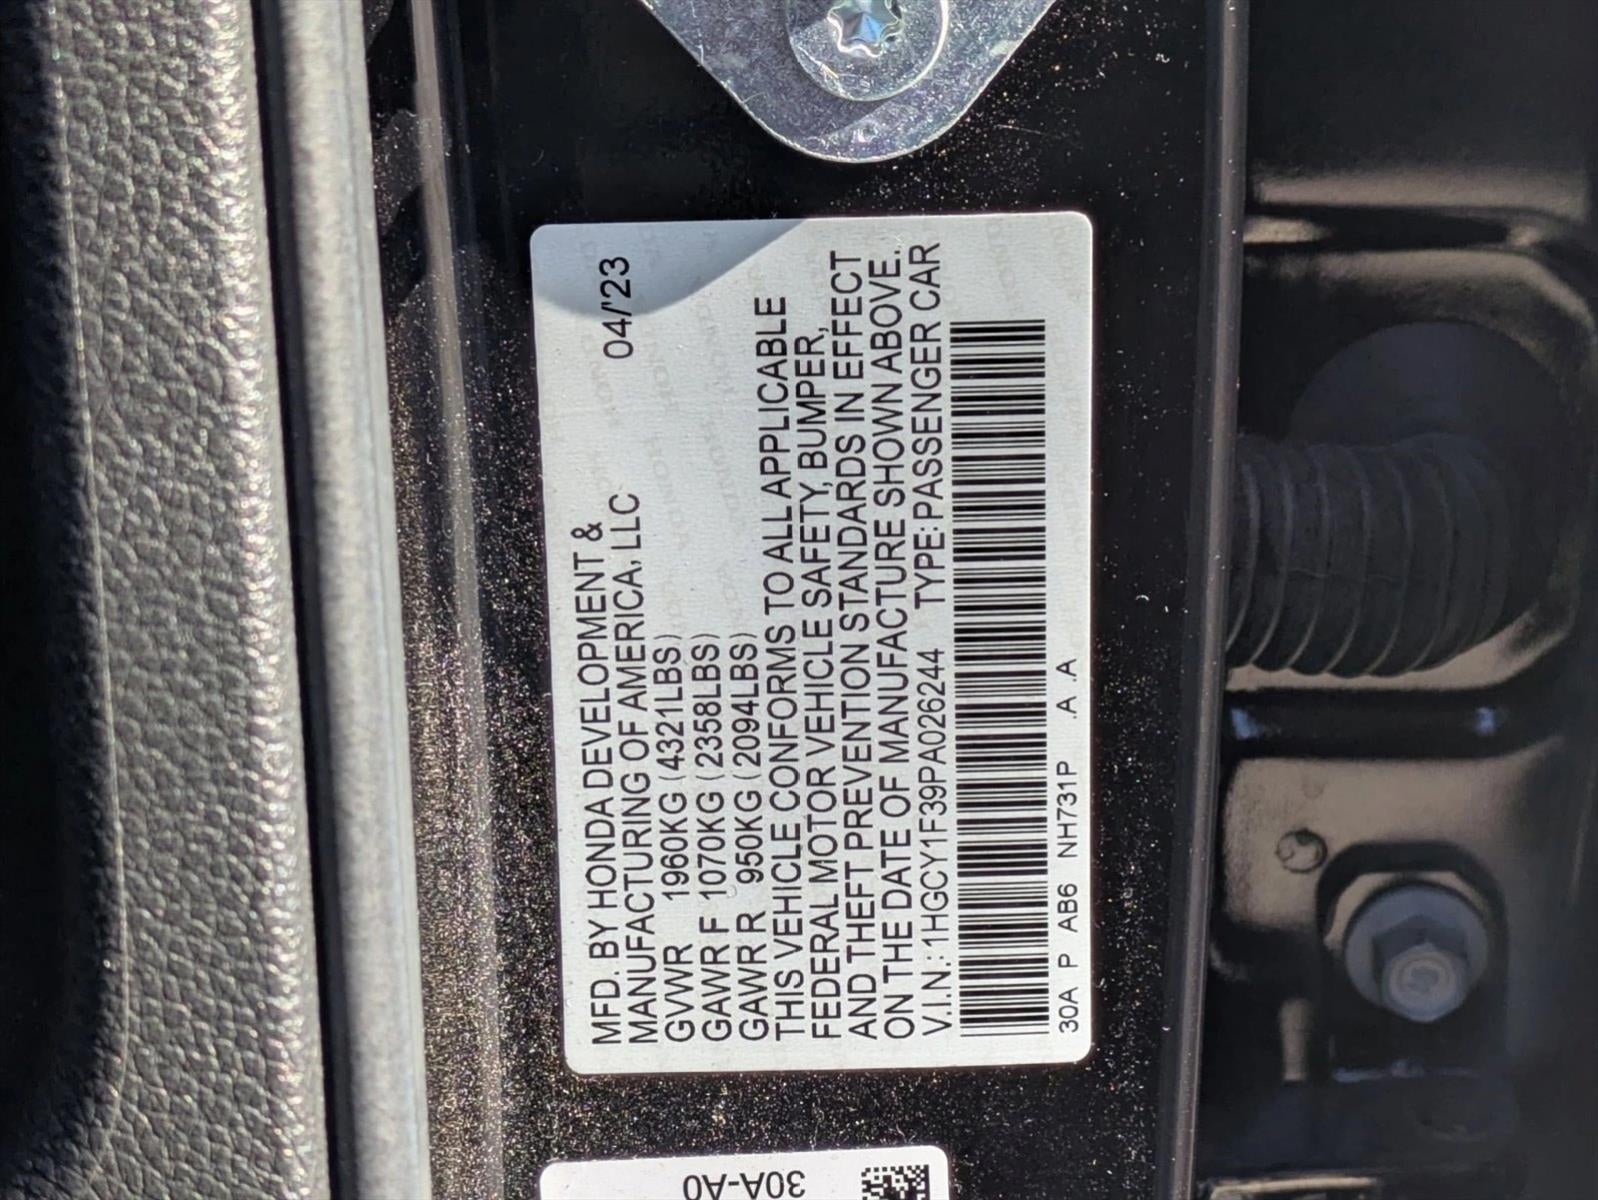 MFD. BY HONDA DEVELOPMENT &
MANUFACTURING OF AMERICA, LLC 04/'23
GVWR 1960KG (4321LBS)
GAWR F 1070KG (2358LBS)
GAWR R 950KG (2094LBS)
THIS VEHICLE CONFORMS TO ALL APPLICABLE
FEDERAL MOTOR VEHICLE SAFETY, BUMPER,
AND THEFT PREVENTION STANDARDS IN EFFECT
ON THE DATE OF MANUFACTURE SHOWN ABOVE.
V.I.N.: 1HGCY1F39PA026244 TYPE: PASSENGER CAR
30A P AB6 NH731P .A .A
30A-A0